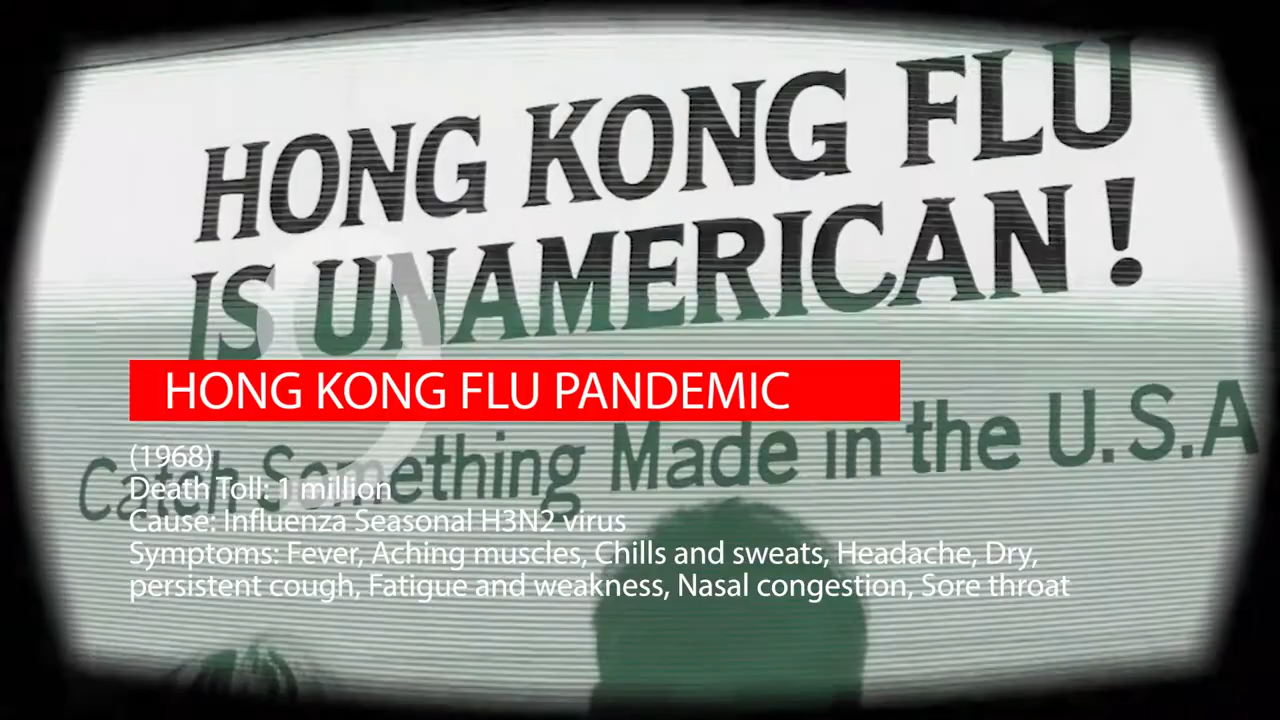 HONG KONG FLU
IS UNAMERICAN!
9
HONG KONG FLU PANDEMIC
Catch Something Made in the U.S.A
(1968)
Death Toll: 1 million
Cause: Influenza Seasonal H3N2 virus
Symptoms: Fever, Aching muscles, Chills and sweats, Headache, Dry,
persistent cough, Fatigue and weakness, Nasal congestion, Sore throat